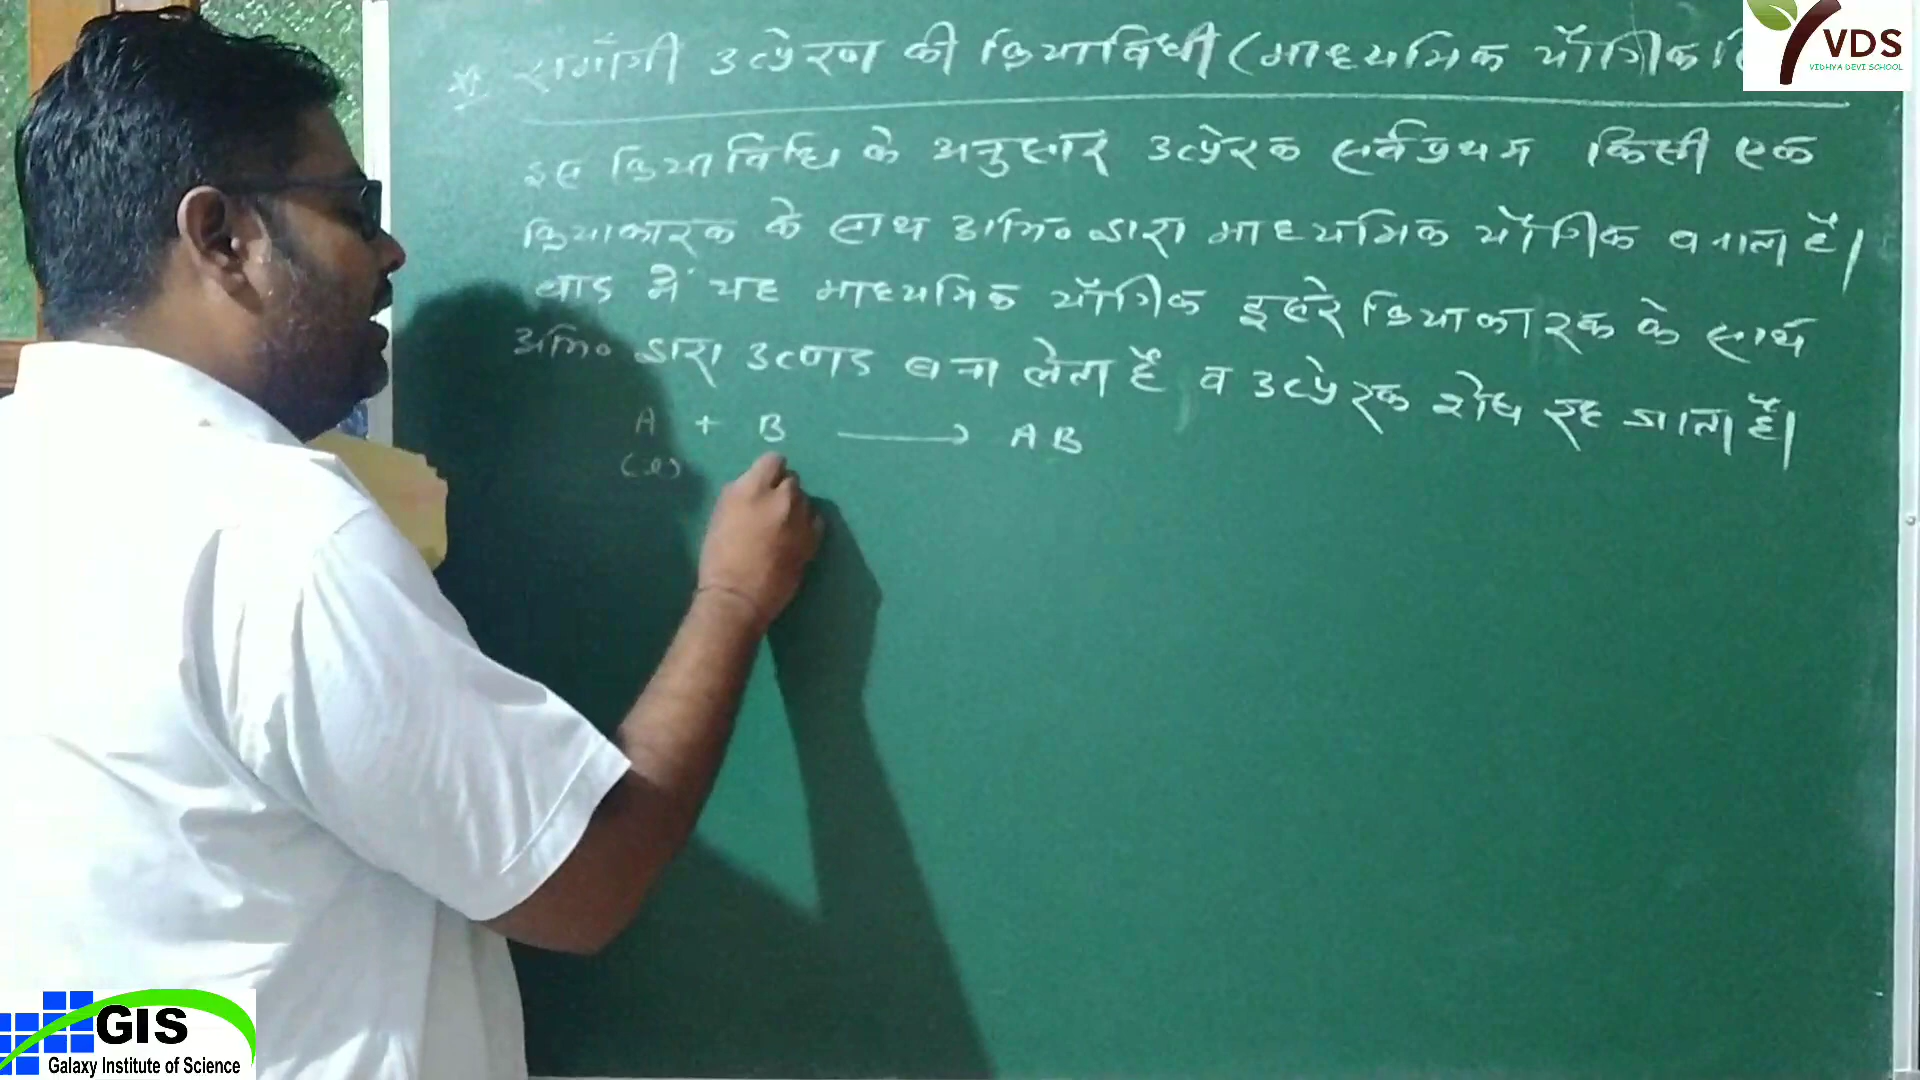 * समांगी उत्प्रेरण की क्रियाविधी (माध्यमिक यौगिक
VDS
VIDHYA DEVI SCHOOL
इस क्रियाविधि के अनुसार उत्प्रेरक सर्वप्रथम किसी एक
क्रियाकारक के साथ अभि० द्वारा माध्यमिक यौगिक बनाता है।
बाद में यह माध्यमिक यौगिक दूसरे क्रियाकारक के साथ
अभि० द्वारा उत्पाद बना लेता है व उत्प्रेरक शेष रह जाता है।
A + B ⟶ AB
(l)
GIS
Galaxy Institute of Science